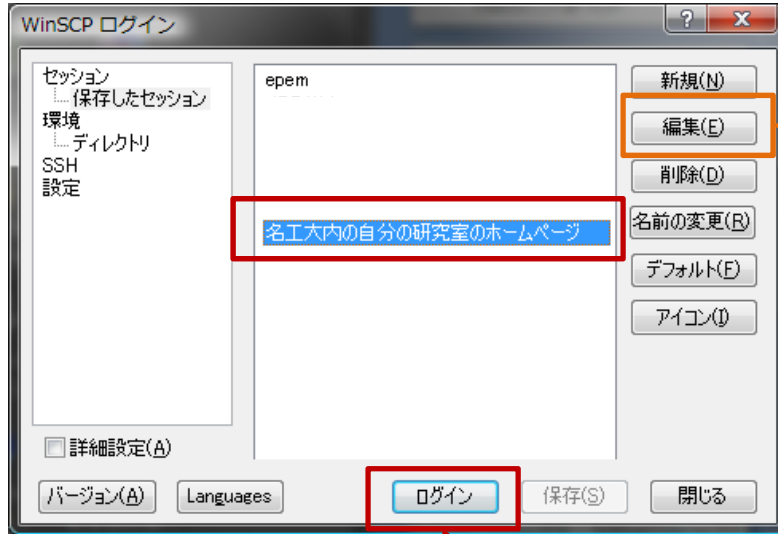 WinSCP ログイン
?
X
セッション
保存したセッション
環境
ディレクトリ
SSH
設定
epem
名工大内の自分の研究室のホームページ
新規(N)
編集(E)
削除(D)
名前の変更(R)
デフォルト(F)
アイコン(I)
詳細設定(A)
バージョン(A)
Languages
ログイン
保存(S)
閉じる